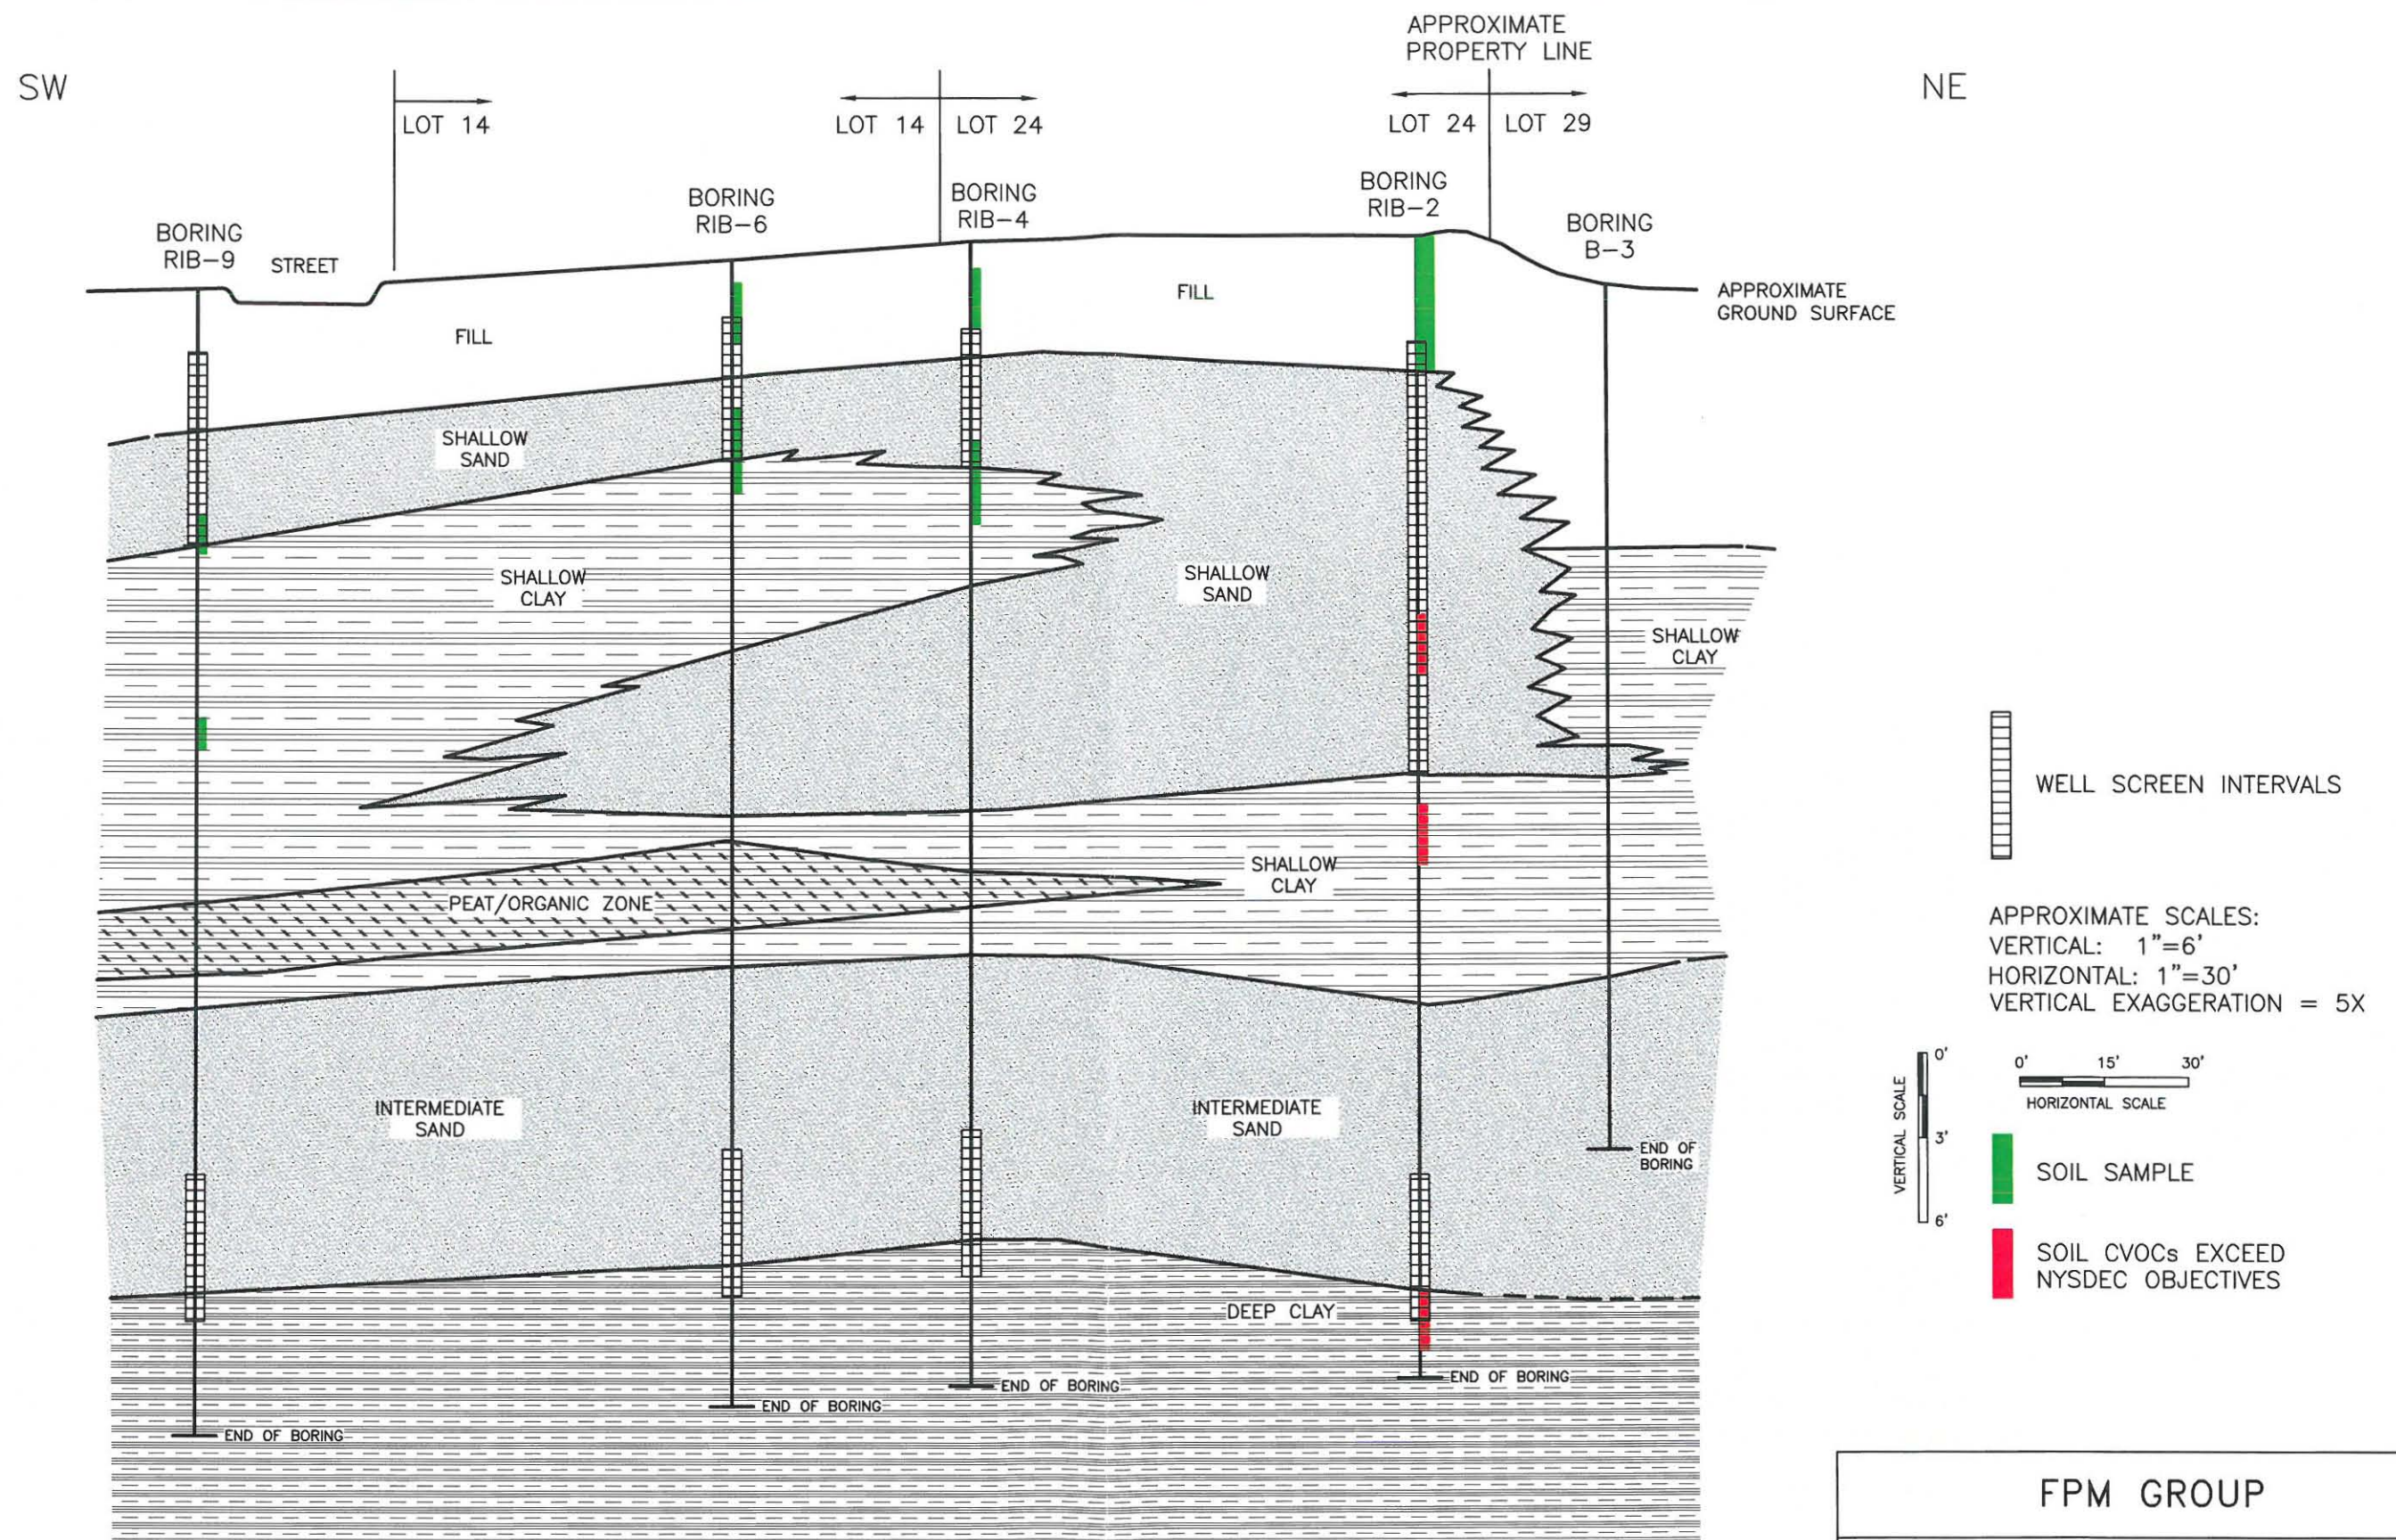 APPROXIMATE
PROPERTY LINE
SW
NE
LOT 14
LOT 14
LOT 24
LOT 24
LOT 29
BORING
RIB-9
STREET
BORING
RIB-6
BORING
RIB-4
BORING
RIB-2
BORING
B-3
APPROXIMATE
GROUND SURFACE
FILL
FILL
SHALLOW
SAND
SHALLOW
CLAY
SHALLOW
SAND
SHALLOW
CLAY
SHALLOW
CLAY
PEAT/ORGANIC ZONE
INTERMEDIATE
SAND
INTERMEDIATE
SAND
DEEP CLAY
END OF
BORING
END OF BORING
END OF BORING
END OF BORING
END OF BORING
WELL SCREEN INTERVALS
APPROXIMATE SCALES:
VERTICAL: 1"=6'
HORIZONTAL: 1"=30'
VERTICAL EXAGGERATION = 5X
VERTICAL SCALE
0'
3'
6'
0' 15' 30'
HORIZONTAL SCALE
SOIL SAMPLE
SOIL CVOCs EXCEED
NYSDEC OBJECTIVES
FPM GROUP